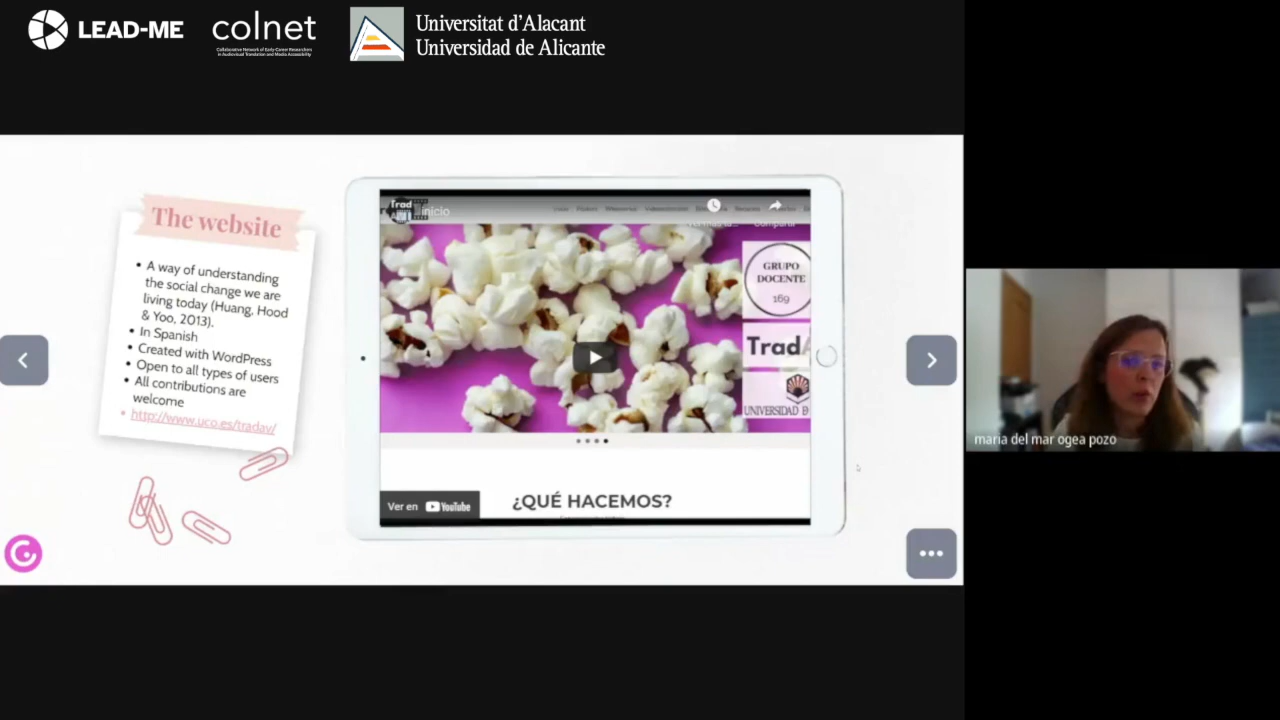 LEAD-ME
colnet
Collaborative Network of Early-Career Researchers
in Audiovisual Translation and Media Accessibility
Universitat d'Alacant
Universidad de Alicante
The website
• A way of understanding
the social change we are
living today (Huang, Hood
& Yoo, 2013).
• In Spanish
• Created with WordPress
• Open to all types of users
• All contributions are
welcome
• http://www.uco.es/tradav/
Trad
inicio
GRUPO
DOCENTE
169
TradA
UNIVERSIDAD D
Ver en YouTube
¿QUÉ HACEMOS?
maria del mar ogea pozo